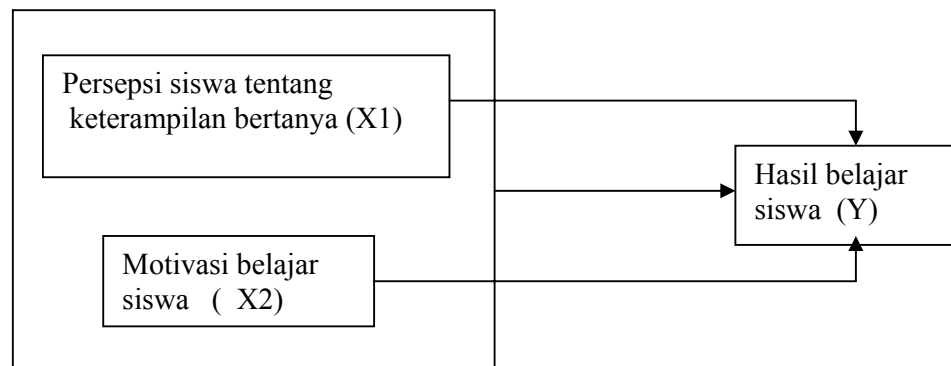 Persepsi siswa tentang
keterampilan bertanya (X1)
Hasil belajar
siswa (Y)
Motivasi belajar
siswa ( X2)